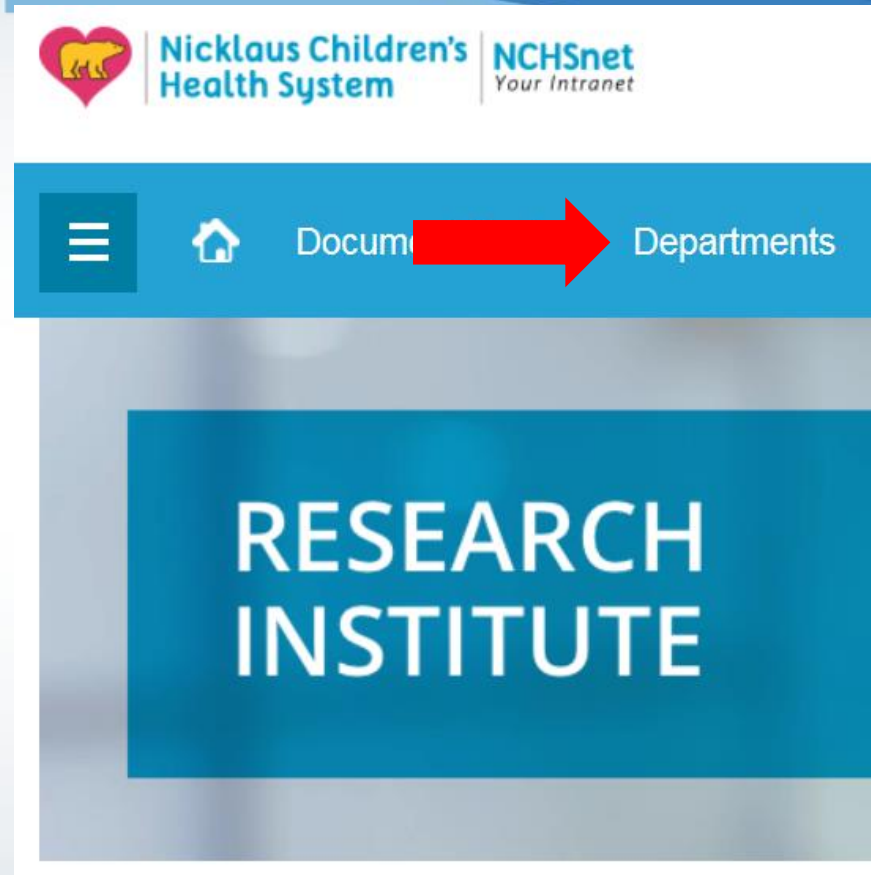 Nicklaus Children's
Health System
NCHSnet
Your Intranet
Departments
RESEARCH
INSTITUTE